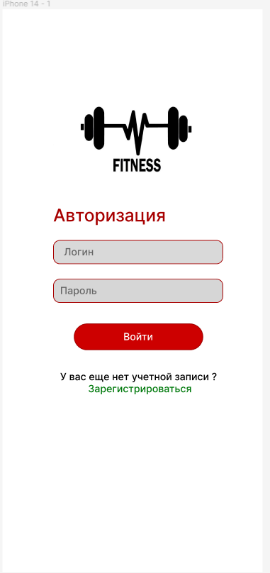 iPhone 14 - 1
FITNESS
Авторизация
Логин
Пароль
Войти
У вас еще нет учетной записи ?
Зарегистрироваться